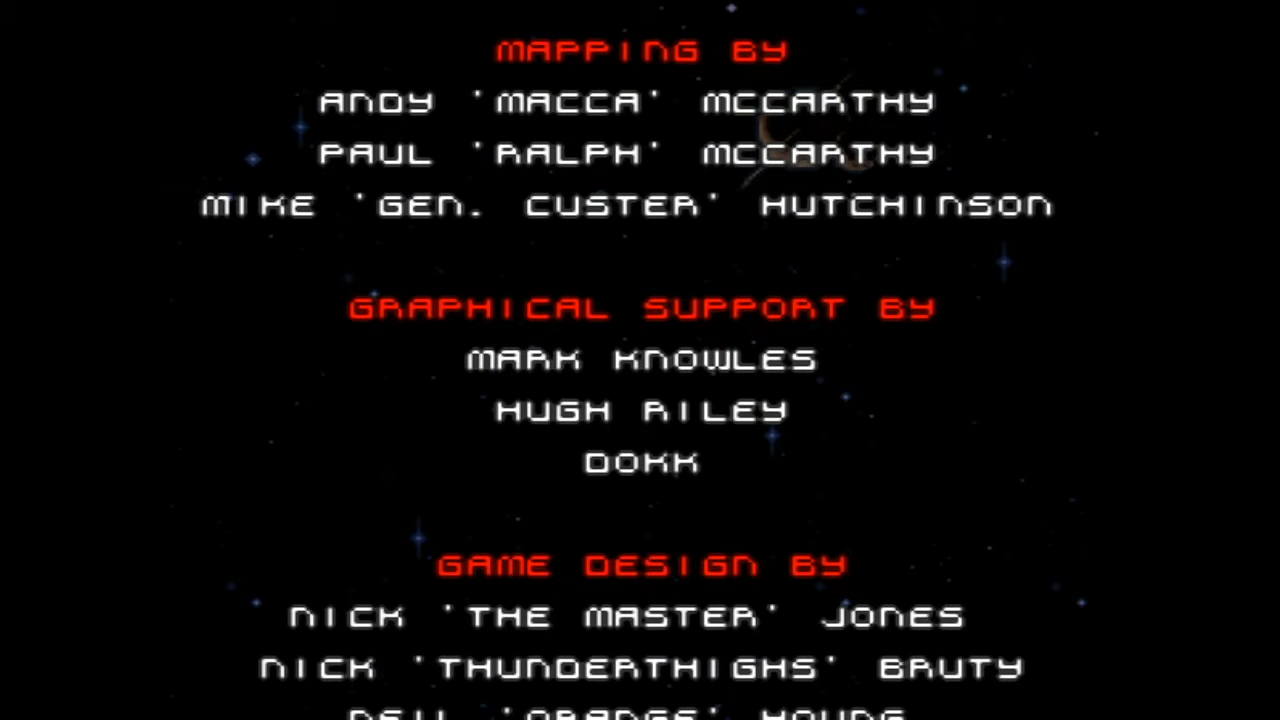 MAPPING BY
ANDY 'MACCA' MCCARTHY
PAUL 'RALPH' MCCARTHY
MIKE 'GEN. CUSTER' HUTCHINSON
GRAPHICAL SUPPORT BY
MARK KNOWLES
HUGH RILEY
DOKK
GAME DESIGN BY
NICK 'THE MASTER' JONES
NICK 'THUNDERTHIGHS' BRUTY